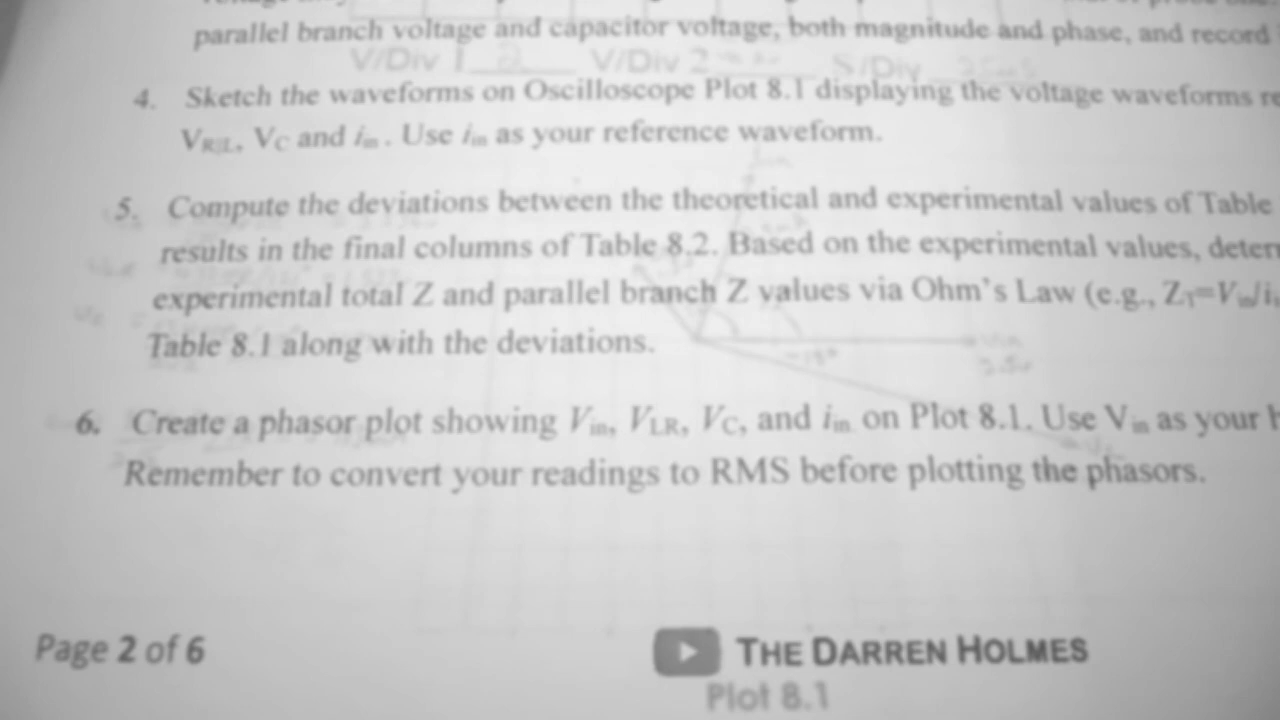 parallel branch voltage and capacitor voltage, both magnitude and phase, and record
V/Div 1 V/Div 2 S/Div
4. Sketch the waveforms on Oscilloscope Plot 8.1 displaying the voltage waveforms
VR||L, VC and iin. Use iin as your reference waveform.
5. Compute the deviations between the theoretical and experimental values of Table
results in the final columns of Table 8.2. Based on the experimental values,
experimental total Z and parallel branch Z values via Ohm's Law (e.g., ZT=Vin/i
Table 8.1 along with the deviations.
6. Create a phasor plot showing Vin, VLR, VC, and iin on Plot 8.1. Use Vin as your
Remember to convert your readings to RMS before plotting the phasors.
Page 2 of 6
THE DARREN HOLMES
Plot 8.1